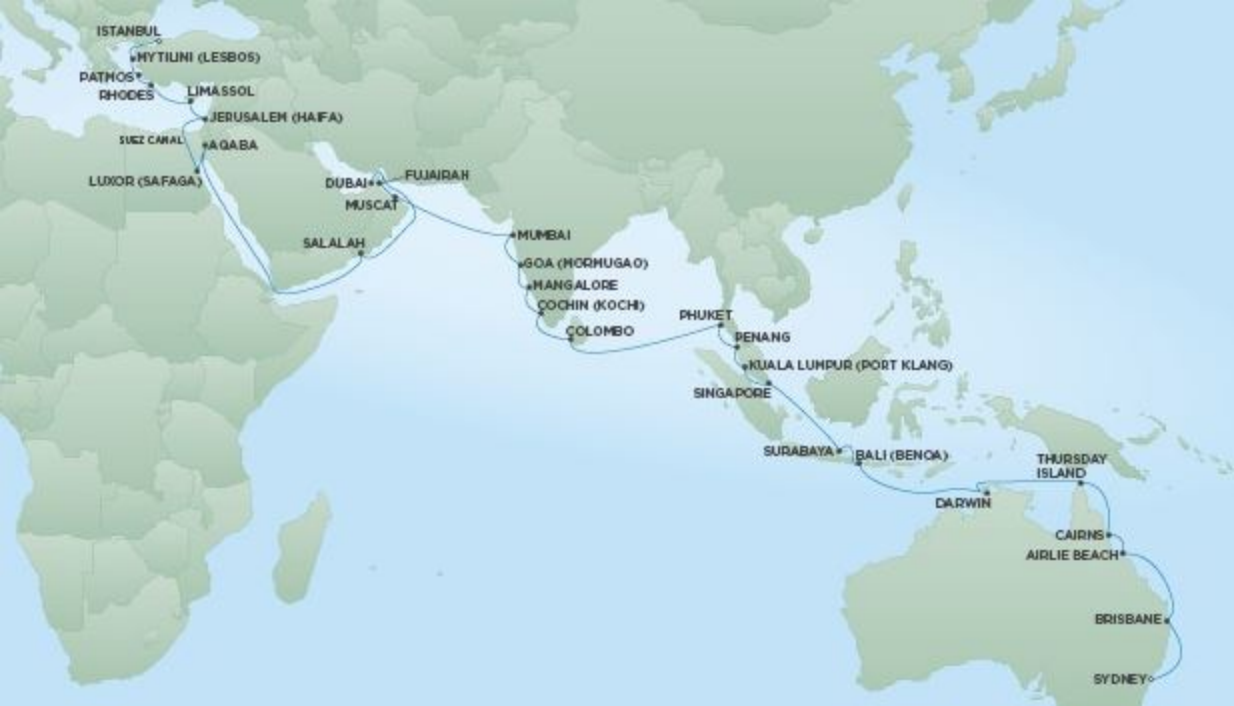 ISTANBUL
MYTILINI (LESBOS)
PATMOS
RHODES
LIMASSOL
JERUSALEM (HAIFA)
SUEZ CANAL
AQABA
LUXOR (SAFAGA)
DUBAI
FUJAIRAH
MUSCAT
SALALAH
MUMBAI
GOA (MORMUGAO)
MANGALORE
COCHIN (KOCHI)
COLOMBO
PHUKET
PENANG
KUALA LUMPUR (PORT KLANG)
SINGAPORE
SURABAYA
BALI (BENOA)
THURSDAY
ISLAND
DARWIN
CAIRNS
AIRLIE BEACH
BRISBANE
SYDNEY